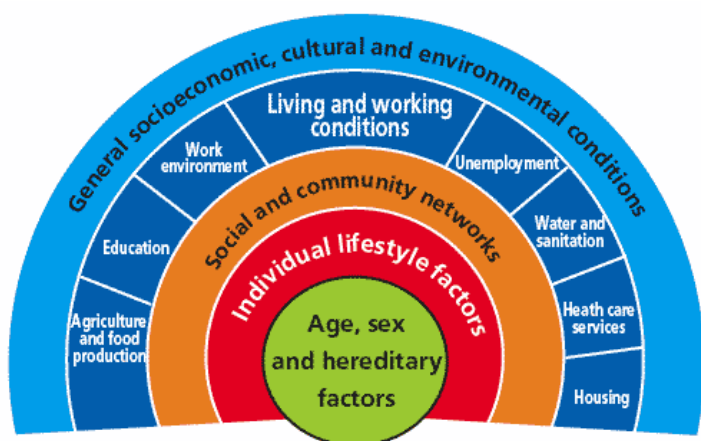 General socioeconomic, cultural and environmental conditions
Living and working
conditions
Work
environment
Unemployment
Education
Water and
sanitation
Agriculture
and food
production
Heath care
services
Housing
Social and community networks
Individual lifestyle factors
Age, sex
and hereditary
factors